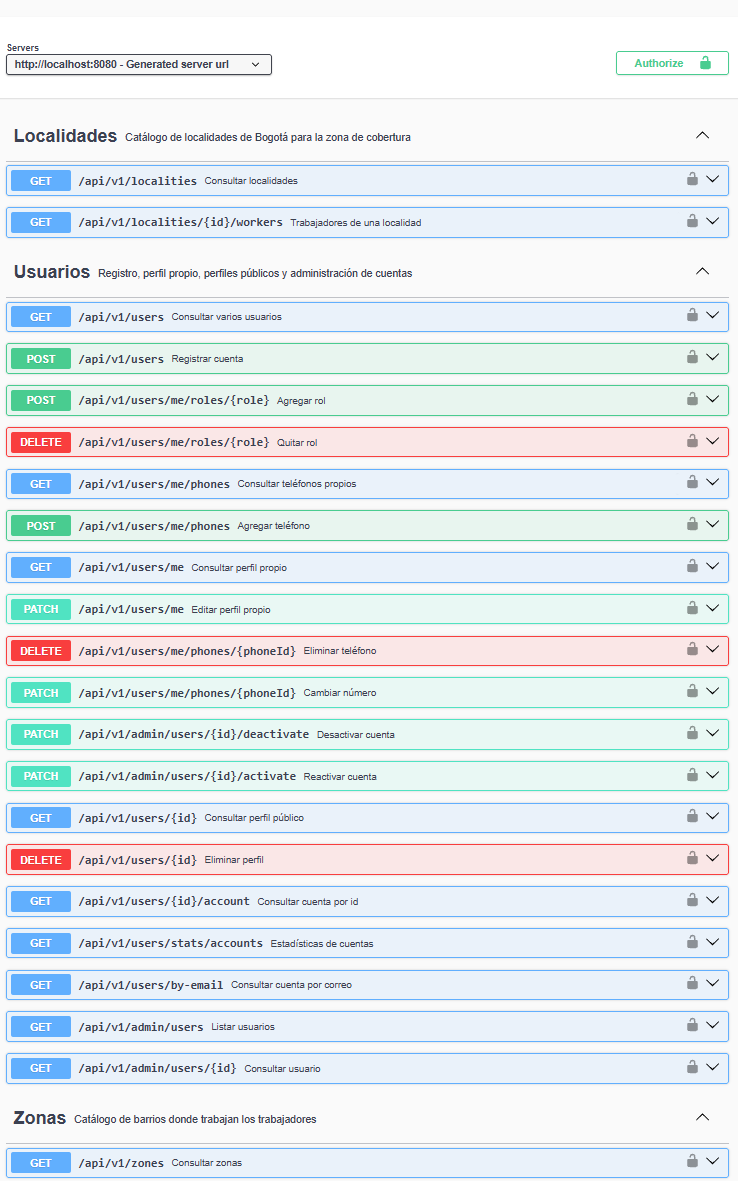 Servers
http://localhost:8080 - Generated server url
Authorize
Localidades Catálogo de localidades de Bogotá para la zona de cobertura
GET /api/v1/localities Consultar localidades
GET /api/v1/localities/{id}/workers Trabajadores de una localidad
Usuarios Registro, perfil propio, perfiles públicos y administración de cuentas
GET /api/v1/users Consultar varios usuarios
POST /api/v1/users Registrar cuenta
POST /api/v1/users/me/roles/{role} Agregar rol
DELETE /api/v1/users/me/roles/{role} Quitar rol
GET /api/v1/users/me/phones Consultar teléfonos propios
POST /api/v1/users/me/phones Agregar teléfono
GET /api/v1/users/me Consultar perfil propio
PATCH /api/v1/users/me Editar perfil propio
DELETE /api/v1/users/me/phones/{phoneId} Eliminar teléfono
PATCH /api/v1/users/me/phones/{phoneId} Cambiar número
PATCH /api/v1/admin/users/{id}/deactivate Desactivar cuenta
PATCH /api/v1/admin/users/{id}/activate Reactivar cuenta
GET /api/v1/users/{id} Consultar perfil público
DELETE /api/v1/users/{id} Eliminar perfil
GET /api/v1/users/{id}/account Consultar cuenta por id
GET /api/v1/users/stats/accounts Estadísticas de cuentas
GET /api/v1/users/by-email Consultar cuenta por correo
GET /api/v1/admin/users Listar usuarios
GET /api/v1/admin/users/{id} Consultar usuario
Zonas Catálogo de barrios donde trabajan los trabajadores
GET /api/v1/zones Consultar zonas